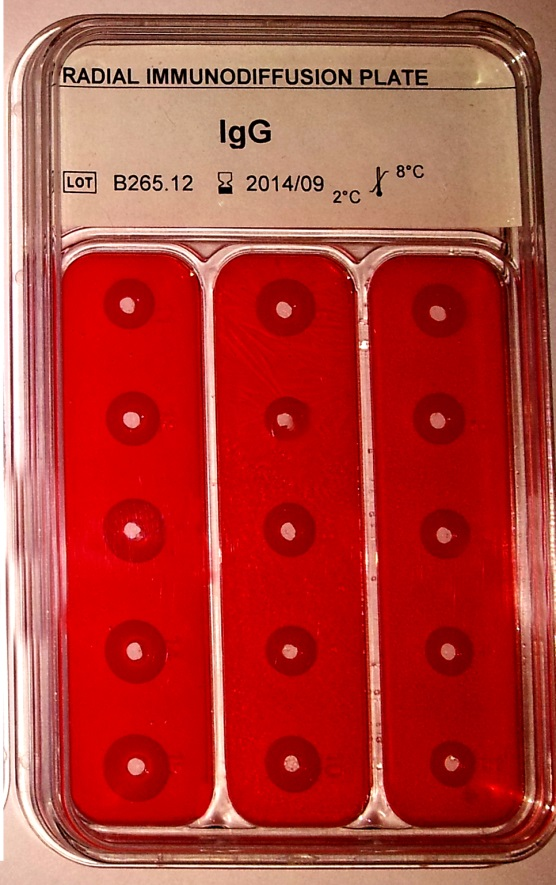 RADIAL IMMUNODIFFUSION PLATE
IgG
LOT B265.12 2014/09 2°C 8°C